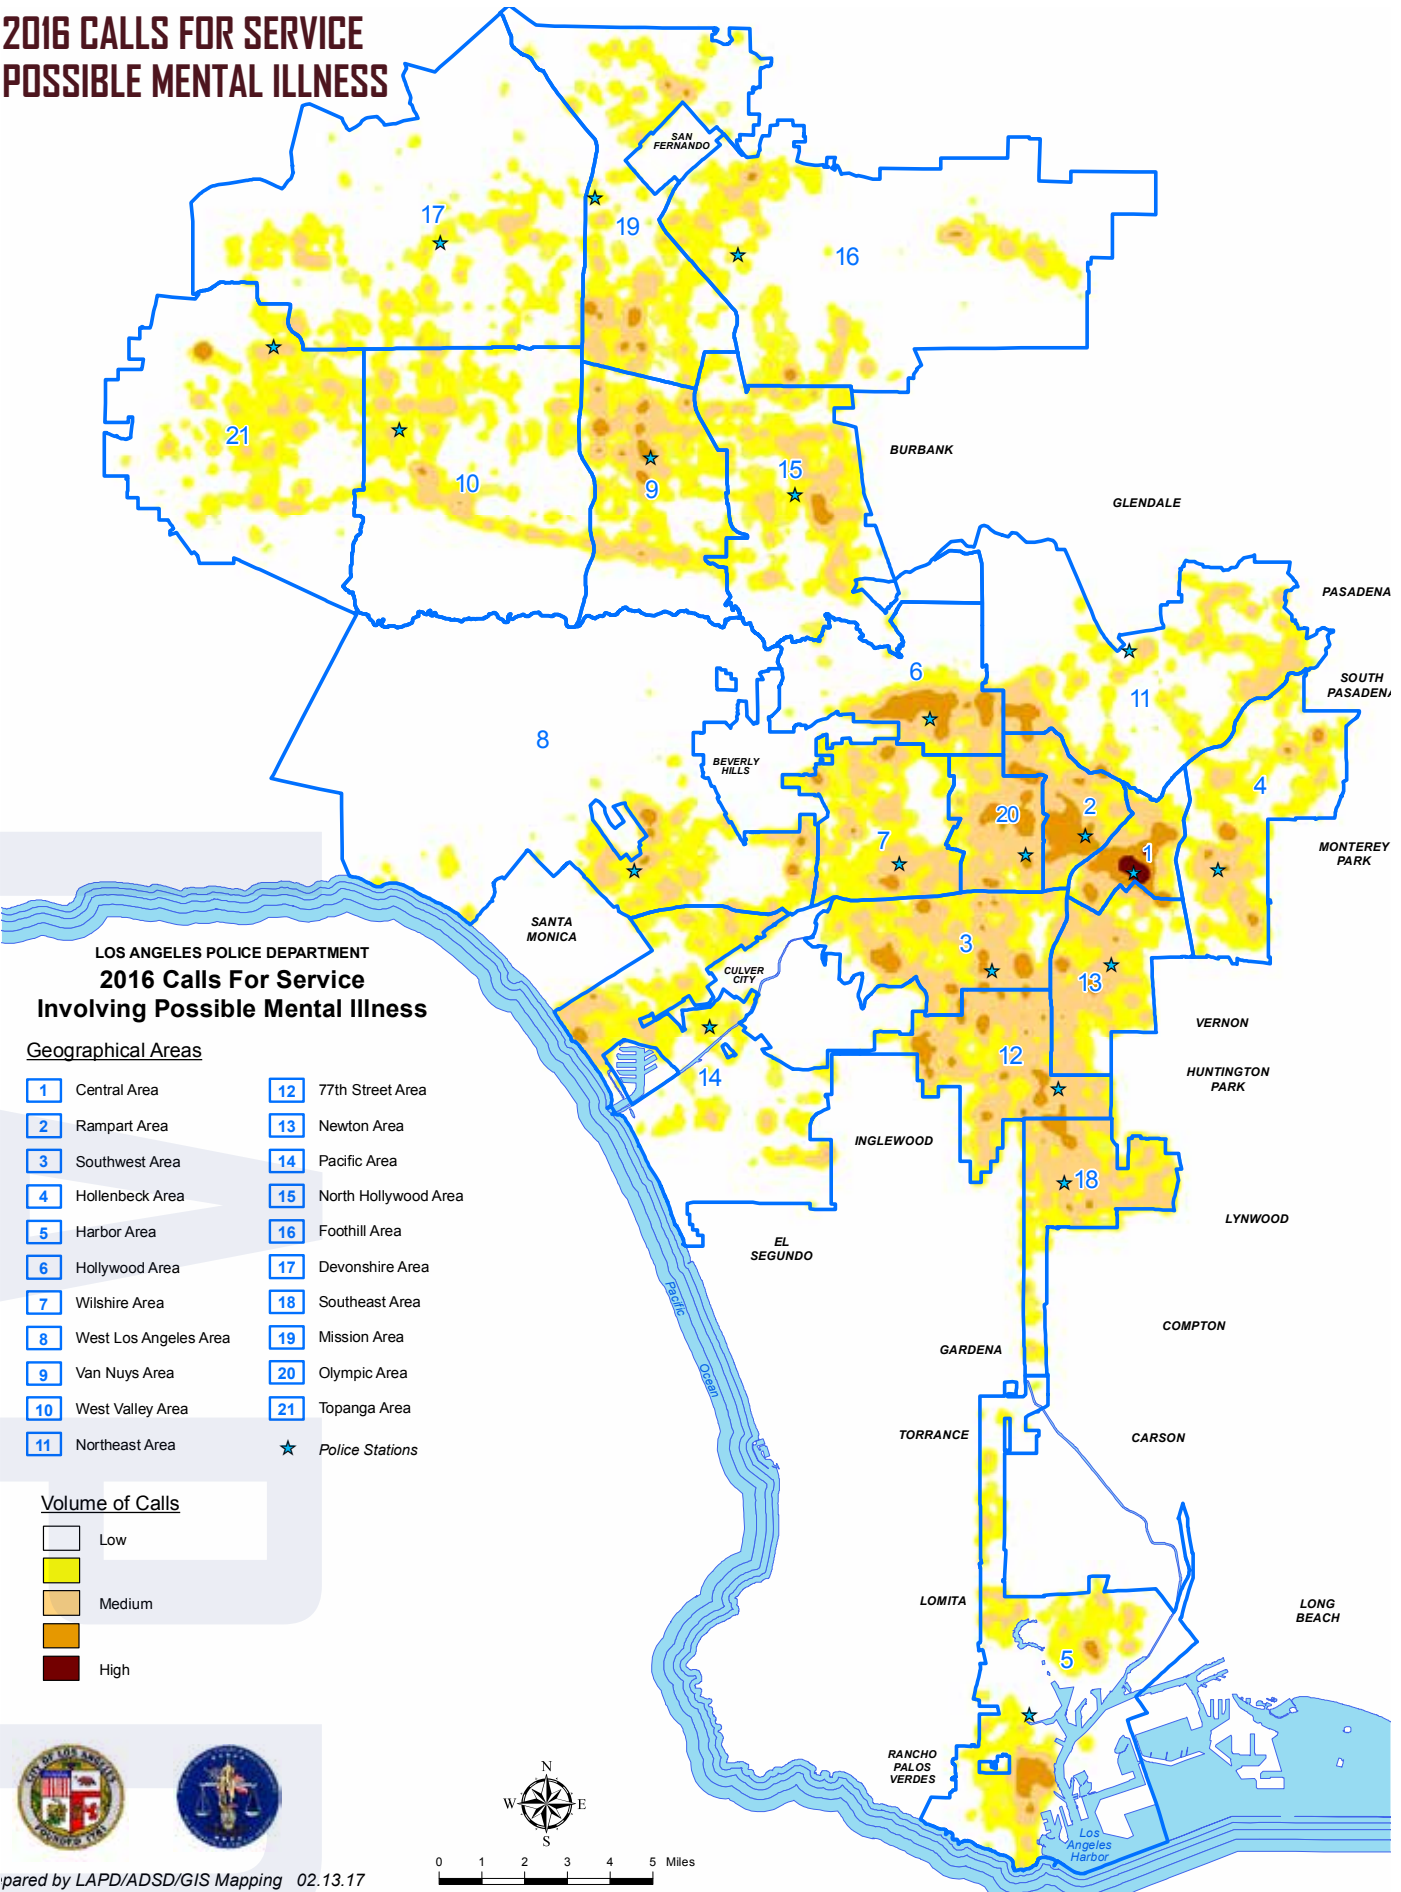 2016 CALLS FOR SERVICE
POSSIBLE MENTAL ILLNESS
SAN
FERNANDO
17
19
16
21
10
9
15
BURBANK
GLENDALE
PASADENA
SOUTH
PASADENA
6
11
8
BEVERLY
HILLS
4
20
2
7
1
MONTEREY
PARK
SANTA
MONICA
CULVER
CITY
3
13
VERNON
12
HUNTINGTON
PARK
14
INGLEWOOD
18
LYNWOOD
EL
SEGUNDO
Pacific
Ocean
COMPTON
GARDENA
TORRANCE
CARSON
LOMITA
LONG
BEACH
5
RANCHO
PALOS
VERDES
Los
Angeles
Harbor
LOS ANGELES POLICE DEPARTMENT
2016 Calls For Service
Involving Possible Mental Illness
Geographical Areas
1 Central Area
2 Rampart Area
3 Southwest Area
4 Hollenbeck Area
5 Harbor Area
6 Hollywood Area
7 Wilshire Area
8 West Los Angeles Area
9 Van Nuys Area
10 West Valley Area
11 Northeast Area
12 77th Street Area
13 Newton Area
14 Pacific Area
15 North Hollywood Area
16 Foothill Area
17 Devonshire Area
18 Southeast Area
19 Mission Area
20 Olympic Area
21 Topanga Area
Police Stations
Volume of Calls
Low
Medium
High
CITY OF LOS ANGELES
FOUNDED 1781
N
W E
S
0 1 2 3 4 5 Miles
epared by LAPD/ADSD/GIS Mapping 02.13.17